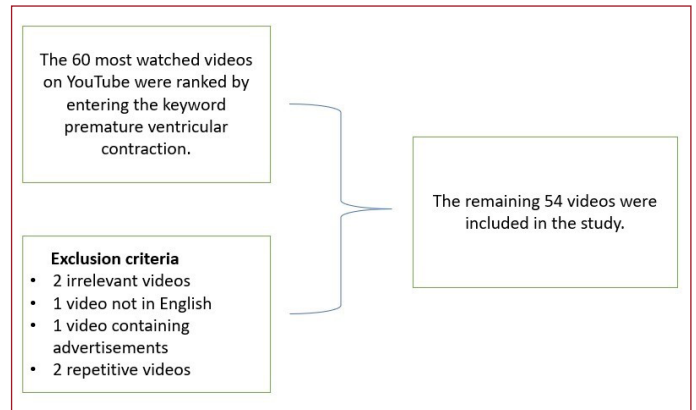 The 60 most watched videos
on YouTube were ranked by
entering the keyword
premature ventricular
contraction.
Exclusion criteria
• 2 irrelevant videos
• 1 video not in English
• 1 video containing
advertisements
• 2 repetitive videos
The remaining 54 videos were
included in the study.